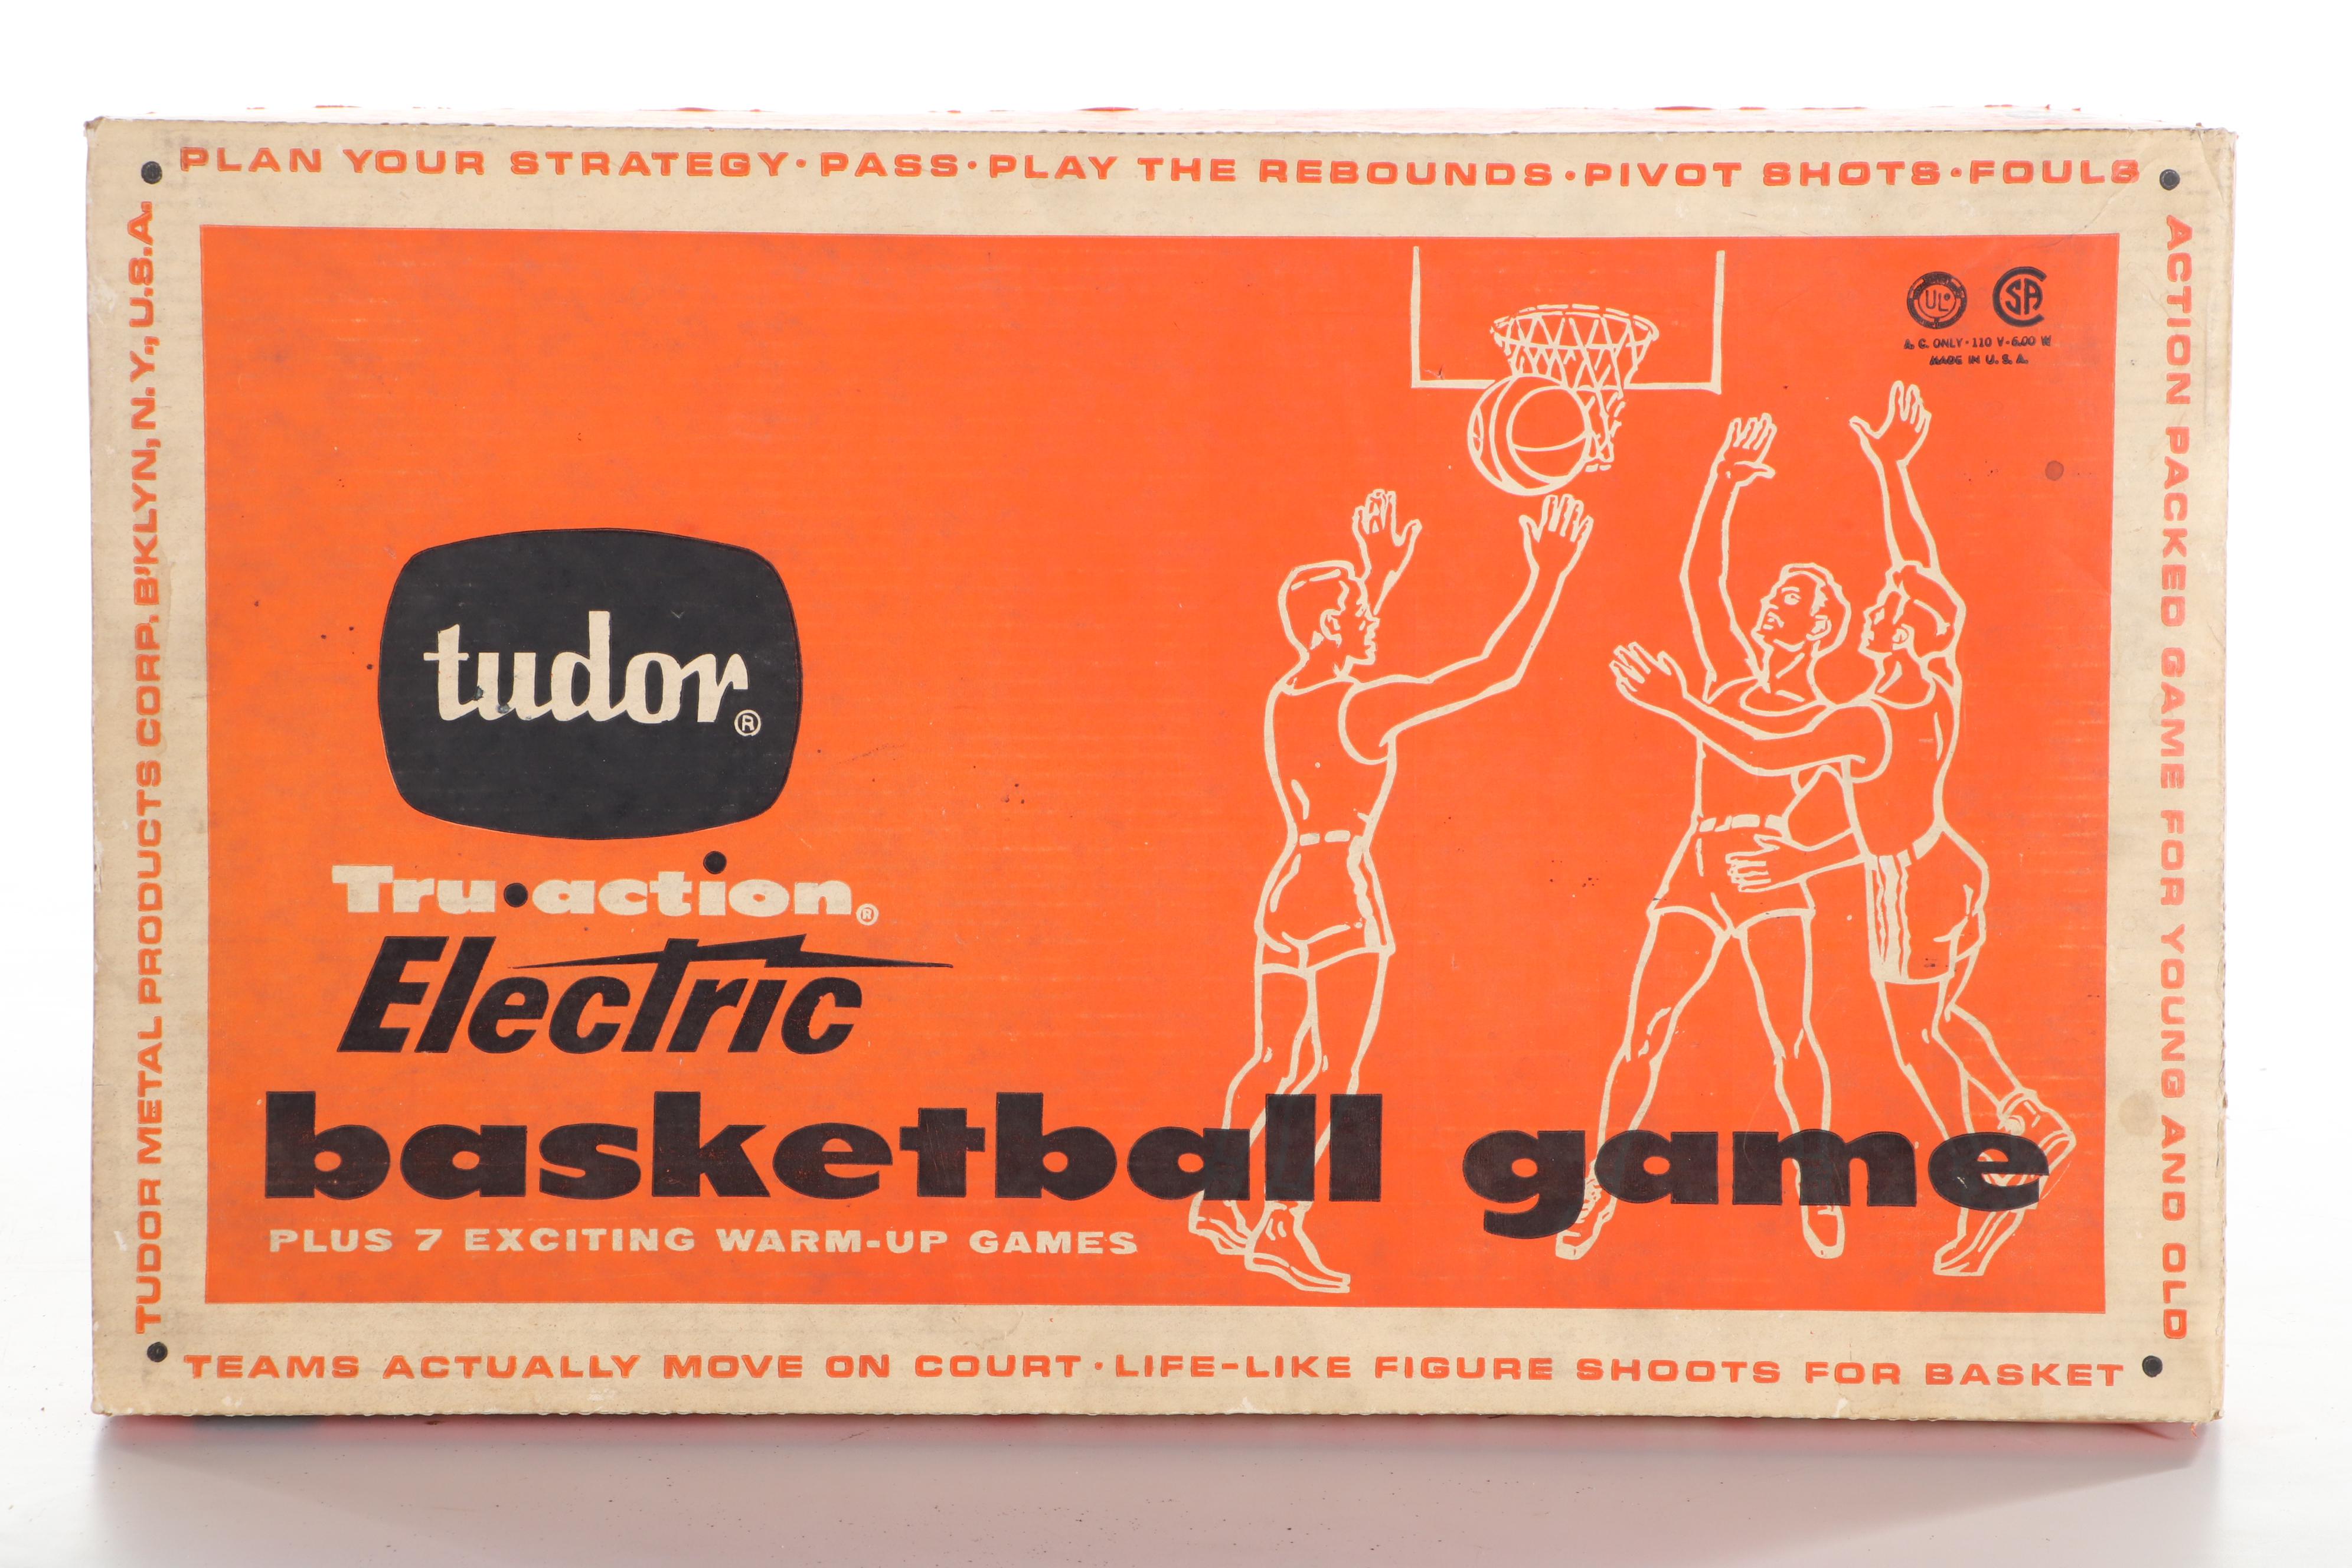 PLAN YOUR STRATEGY • PASS • PLAY THE REBOUNDS • PIVOT SHOTS • FOULS
TUDOR METAL PRODUCTS CORP. B'KLYN, N. Y., U.S.A.
ACTION PACKED GAME FOR YOUNG AND OLD
UL
CSA
A. C. ONLY • 110 V • 6.00 W
MADE IN U. S. A.
tudor®
Tru•action®
Electric
basketball game
PLUS 7 EXCITING WARM-UP GAMES
TEAMS ACTUALLY MOVE ON COURT • LIFE-LIKE FIGURE SHOOTS FOR BASKET